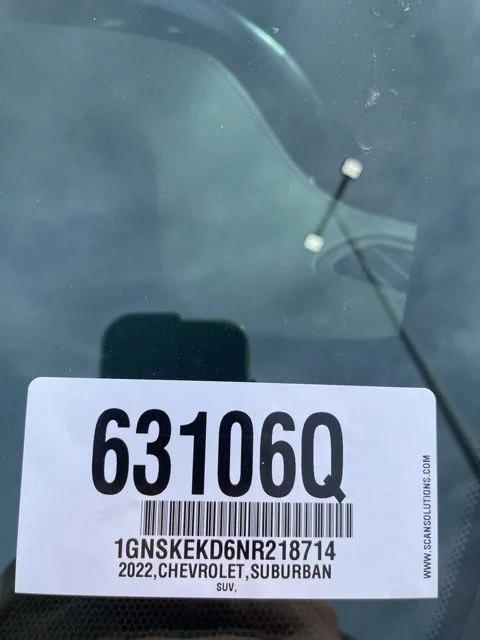 63106Q
1GNSKEKD6NR218714
2022,CHEVROLET,SUBURBAN
SUV,
WWW.SCANSOLUTIONS.COM